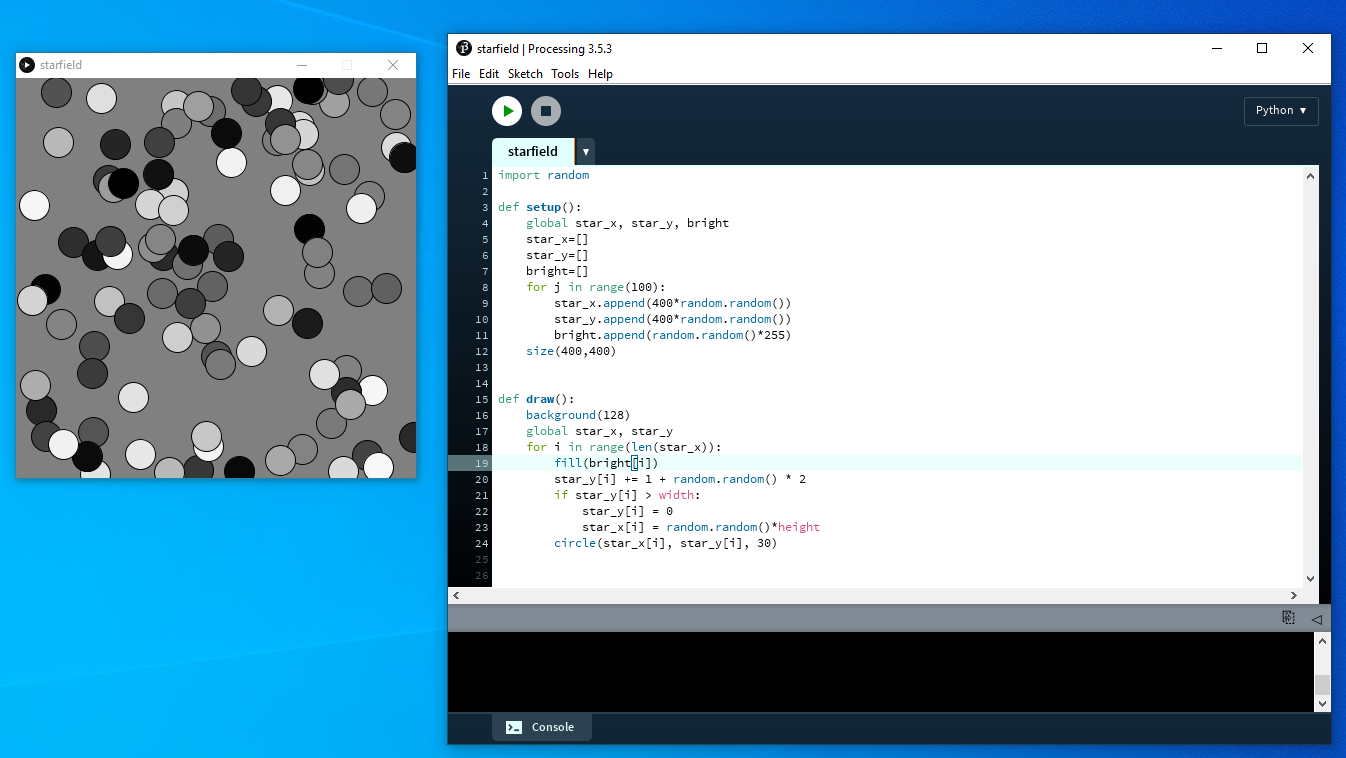 starfield
starfield | Processing 3.5.3
File Edit Sketch Tools Help
Python ▼
starfield ▼
1 import random
2
3 def setup():
4     global star_x, star_y, bright
5     star_x=[]
6     star_y=[]
7     bright=[]
8     for j in range(100):
9         star_x.append(400*random.random())
10         star_y.append(400*random.random())
11         bright.append(random.random()*255)
12     size(400,400)
13
14
15 def draw():
16     background(128)
17     global star_x, star_y
18     for i in range(len(star_x)):
19         fill(bright[i])
20         star_y[i] += 1 + random.random() * 2
21         if star_y[i] > width:
22             star_y[i] = 0
23             star_x[i] = random.random()*height
24         circle(star_x[i], star_y[i], 30)
25
26
Console